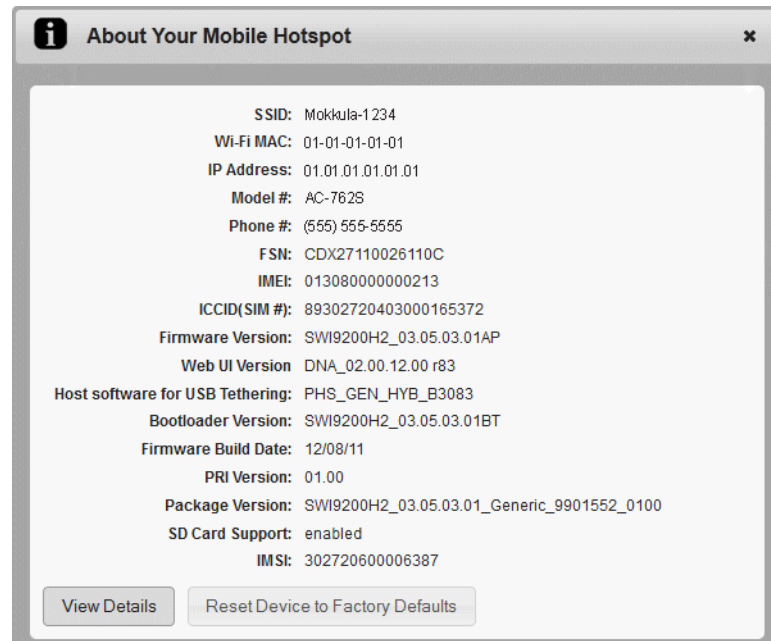 i About Your Mobile Hotspot ✖
SSID: Mokkula-1234
Wi-Fi MAC: 01-01-01-01-01
IP Address: 01.01.01.01.01.01
Model #: AC-762S
Phone #: (555) 555-5555
FSN: CDX27110026110C
IMEI: 013080000000213
ICCID(SIM #): 89302720403000165372
Firmware Version: SWI9200H2_03.05.03.01AP
Web UI Version DNA_02.00.12.00 r83
Host software for USB Tethering: PHS_GEN_HYB_B3083
Bootloader Version: SWI9200H2_03.05.03.01BT
Firmware Build Date: 12/08/11
PRI Version: 01.00
Package Version: SWI9200H2_03.05.03.01_Generic_9901552_0100
SD Card Support: enabled
IMSI: 302720600006387
View Details Reset Device to Factory Defaults